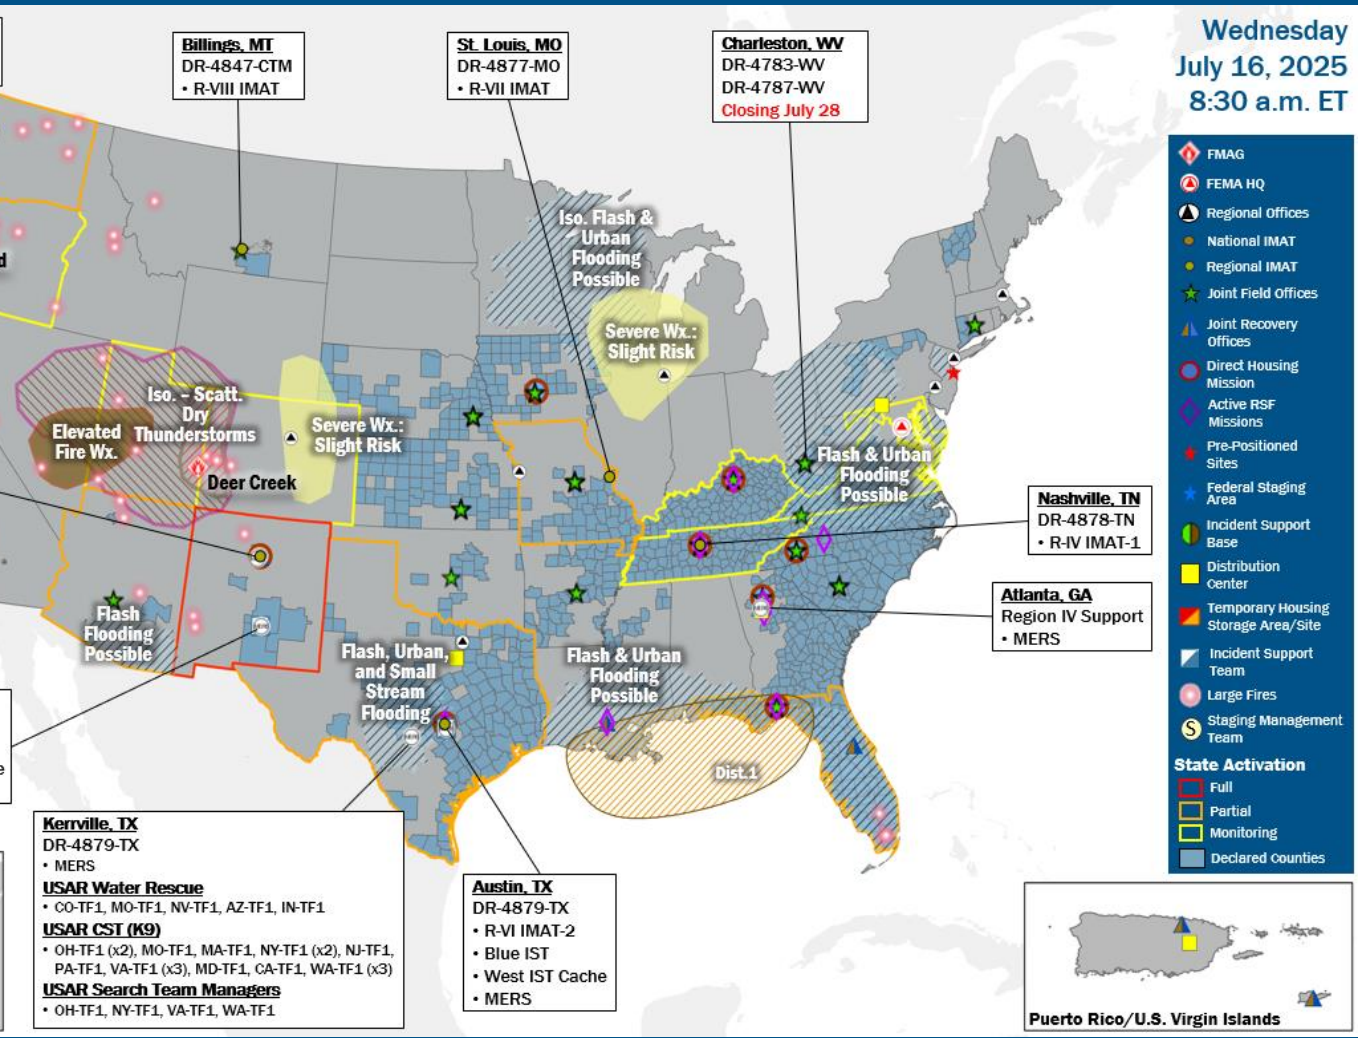 Wednesday
July 16, 2025
8:30 a.m. ET
Billings, MT
DR-4847-CTM
• R-VIII IMAT
St. Louis, MO
DR-4877-MO
• R-VII IMAT
Charleston, WV
DR-4783-WV
DR-4787-WV
Closing July 28
FMAG
FEMA HQ
Regional Offices
National IMAT
Regional IMAT
Joint Field Offices
Joint Recovery
Offices
Direct Housing
Mission
Active RSF
Missions
Pre-Positioned
Sites
Federal Staging
Area
Incident Support
Base
Distribution
Center
Temporary Housing
Storage Area/Site
Incident Support
Team
Large Fires
S
Staging Management
Team
State Activation
Full
Partial
Monitoring
Declared Counties
d
Iso. Flash &
Urban
Flooding
Possible
Severe Wx.:
Slight Risk
Iso. – Scatt.
Dry
Thunderstorms
Elevated
Fire Wx.
Deer Creek
Severe Wx.:
Slight Risk
Flash & Urban
Flooding
Possible
Nashville, TN
DR-4878-TN
• R-IV IMAT-1
Atlanta, GA
Region IV Support
• MERS
Flash
Flooding
Possible
Flash, Urban,
and Small
Stream
Flooding
Flash & Urban
Flooding
Possible
Dist.1
e
Kerrville, TX
DR-4879-TX
• MERS
USAR Water Rescue
• CO-TF1, MO-TF1, NV-TF1, AZ-TF1, IN-TF1
USAR CST (K9)
• OH-TF1 (x2), MO-TF1, MA-TF1, NY-TF1 (x2), NJ-TF1,
PA-TF1, VA-TF1 (x3), MD-TF1, CA-TF1, WA-TF1 (x3)
USAR Search Team Managers
• OH-TF1, NY-TF1, VA-TF1, WA-TF1
Austin, TX
DR-4879-TX
• R-VI IMAT-2
• Blue IST
• West IST Cache
• MERS
Puerto Rico/U.S. Virgin Islands